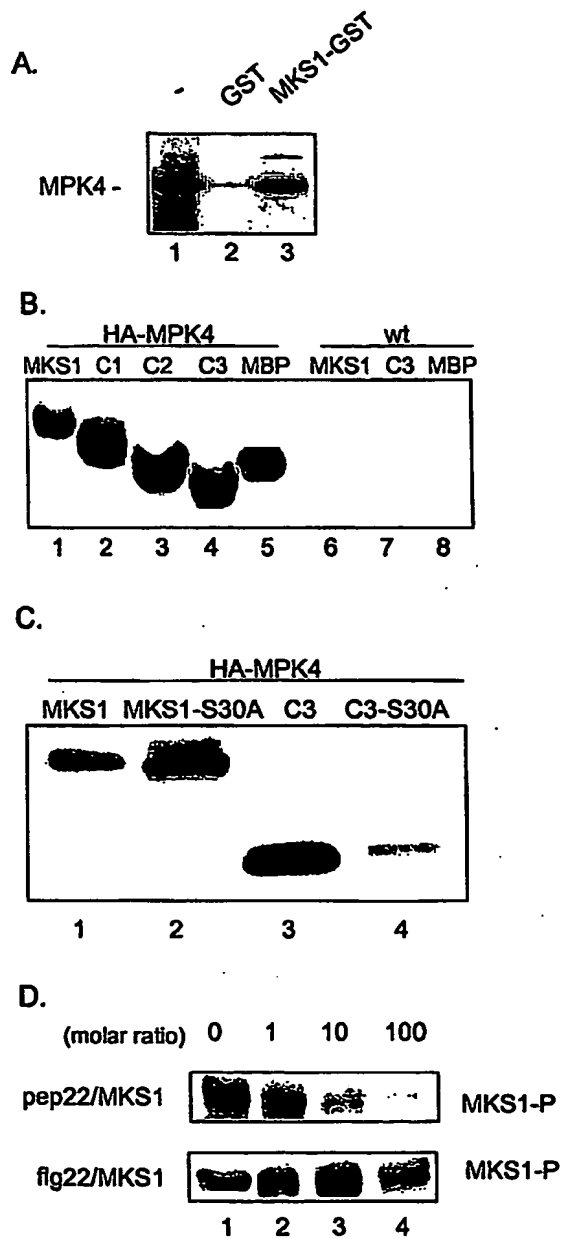 A.
- GST MKS1-GST
MPK4 -
1 2 3
B.
HA-MPK4 wt
MKS1 C1 C2 C3 MBP MKS1 C3 MBP
1 2 3 4 5 6 7 8
C.
HA-MPK4
MKS1 MKS1-S30A C3 C3-S30A
1 2 3 4
D.
(molar ratio) 0 1 10 100
pep22/MKS1 MKS1-P
flg22/MKS1 MKS1-P
1 2 3 4